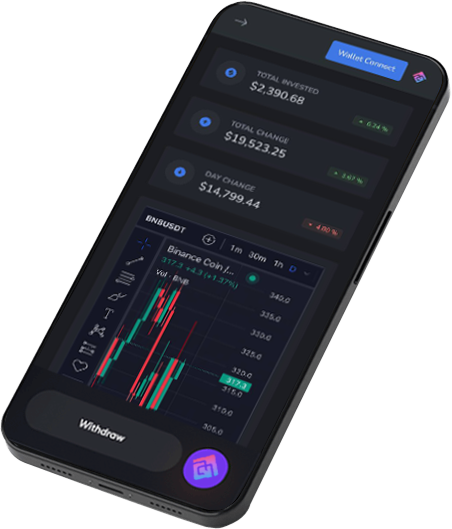 Wallet Connect
TOTAL INVESTED
$2,390.68
6.24 %
TOTAL CHANGE
$19,523.25
3.67 %
DAY CHANGE
$14,799.44
4.80 %
BNBUSDT
1m 30m 1h D
Binance Coin /...
317.3 +4.3 (+1.37%)
Vol · BNB
340.0
335.0
330.0
325.0
320.0
317.3
315.0
310.0
305.0
T
Withdraw